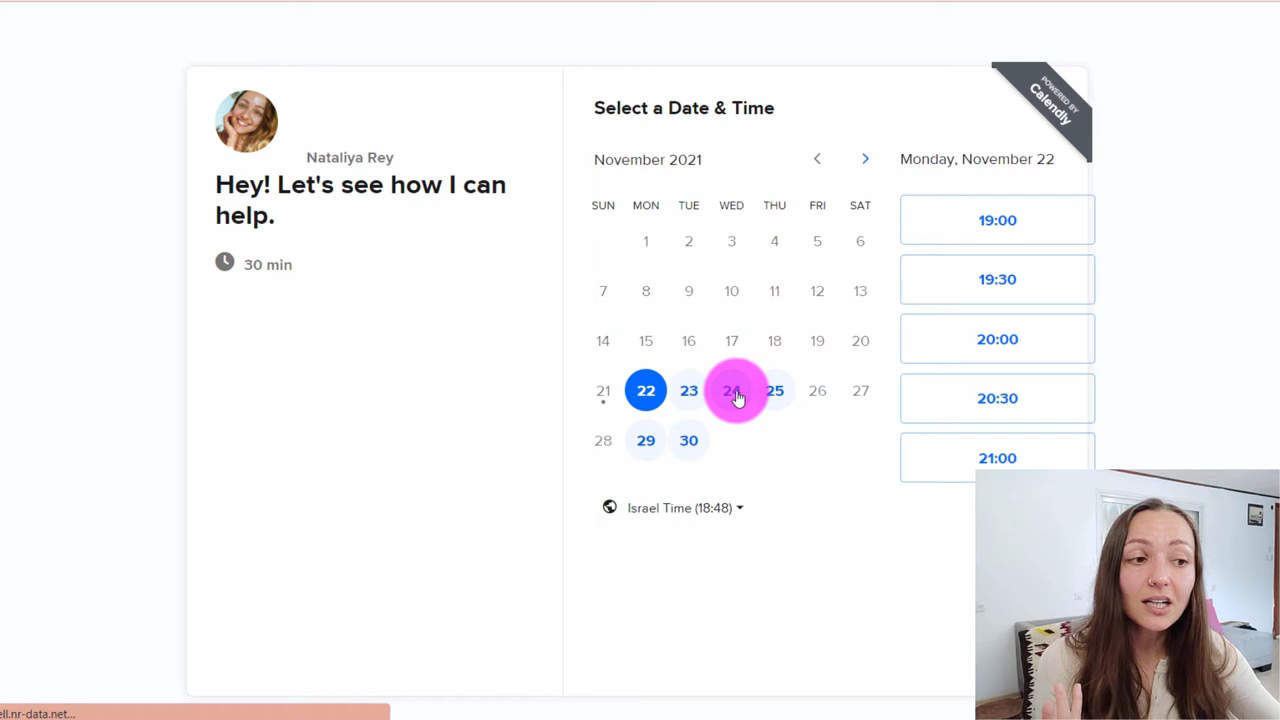 Nataliya Rey
Hey! Let's see how I can
help.
30 min
Select a Date & Time
POWERED BY
Calendly
November 2021
SUN MON TUE WED THU FRI SAT
1 2 3 4 5 6
7 8 9 10 11 12 13
14 15 16 17 18 19 20
21 22 23 24 25 26 27
28 29 30
Israel Time (18:48)
Monday, November 22
19:00
19:30
20:00
20:30
21:00
ell.nr-data.net...